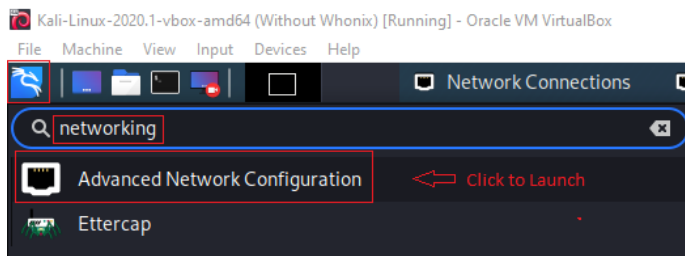 Kali-Linux-2020.1-vbox-amd64 (Without Whonix) [Running] - Oracle VM VirtualBox
File Machine View Input Devices Help
Network Connections
networking
Advanced Network Configuration Click to Launch
Ettercap